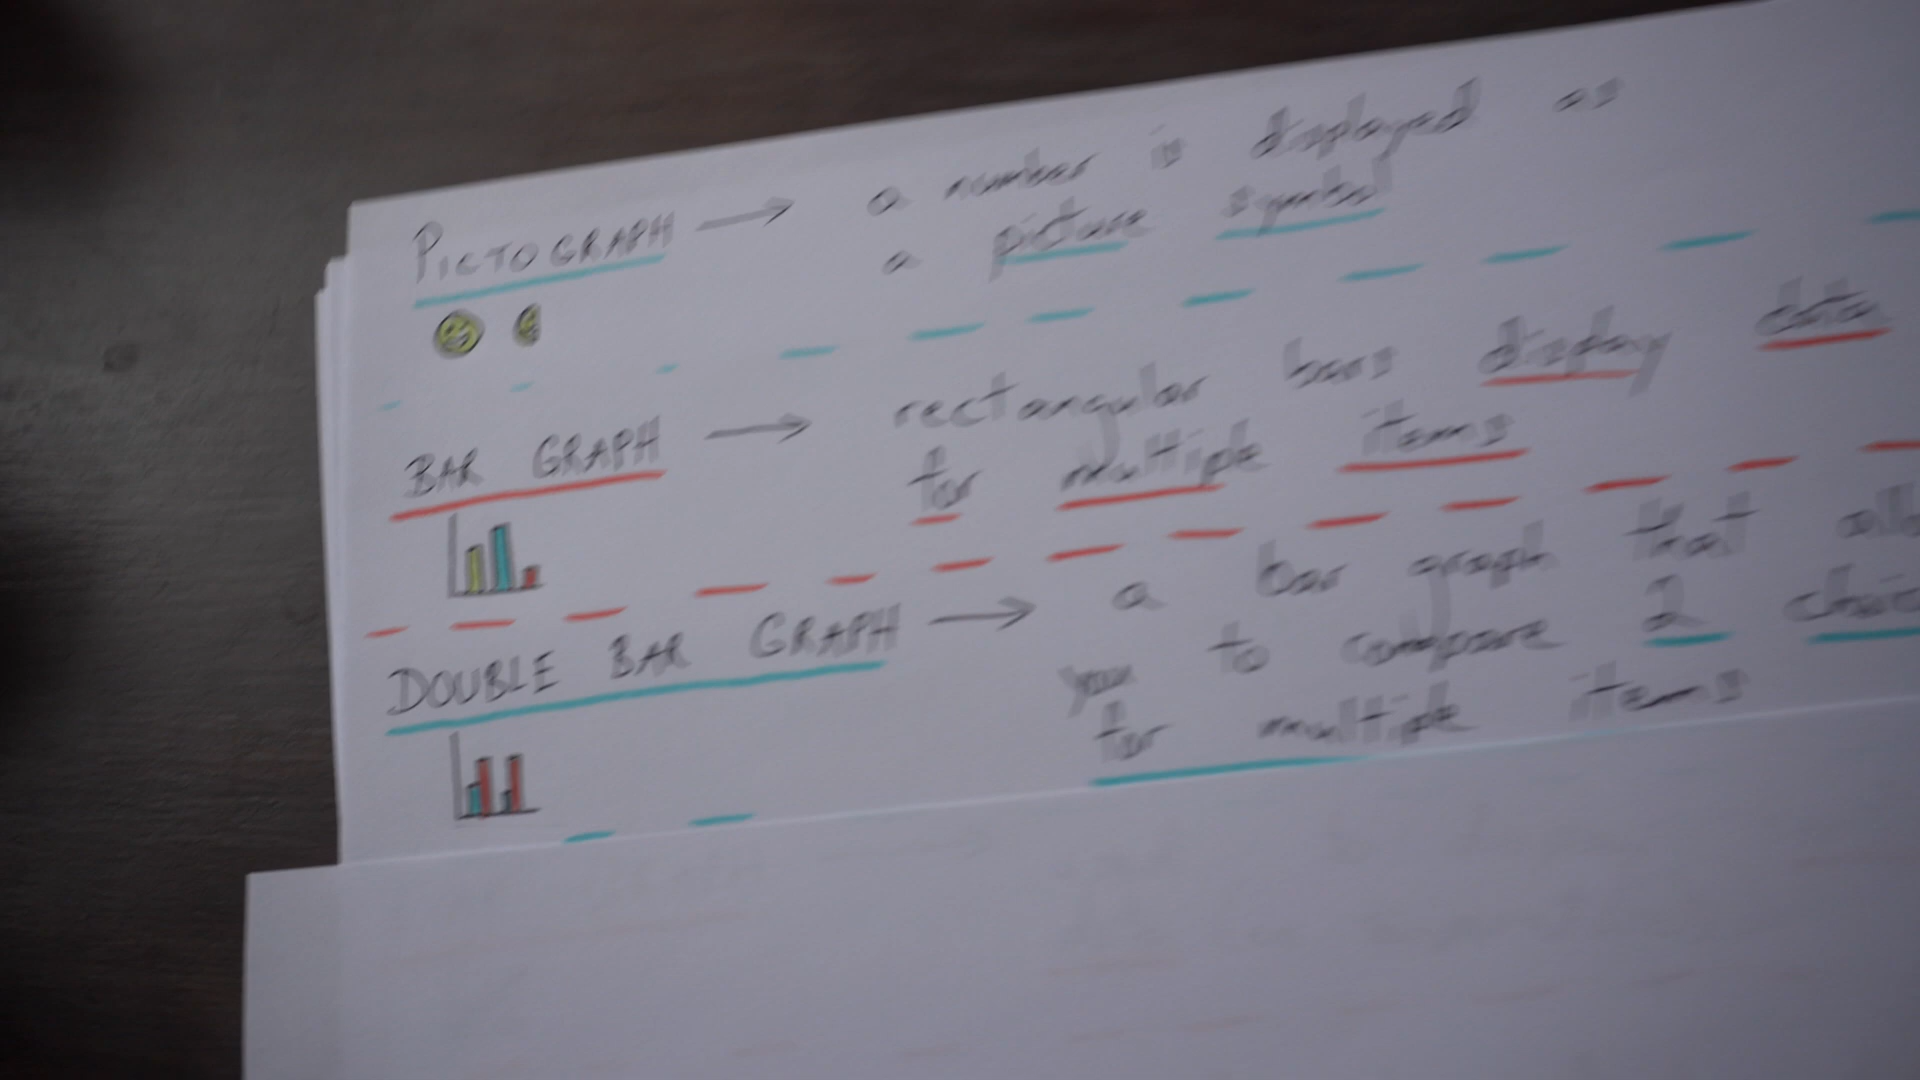 PICTOGRAPH → a number is displayed as
a picture symbol
BAR GRAPH → rectangular bars display data
for multiple items
DOUBLE BAR GRAPH → a bar graph that
you to compare 2
for multiple items